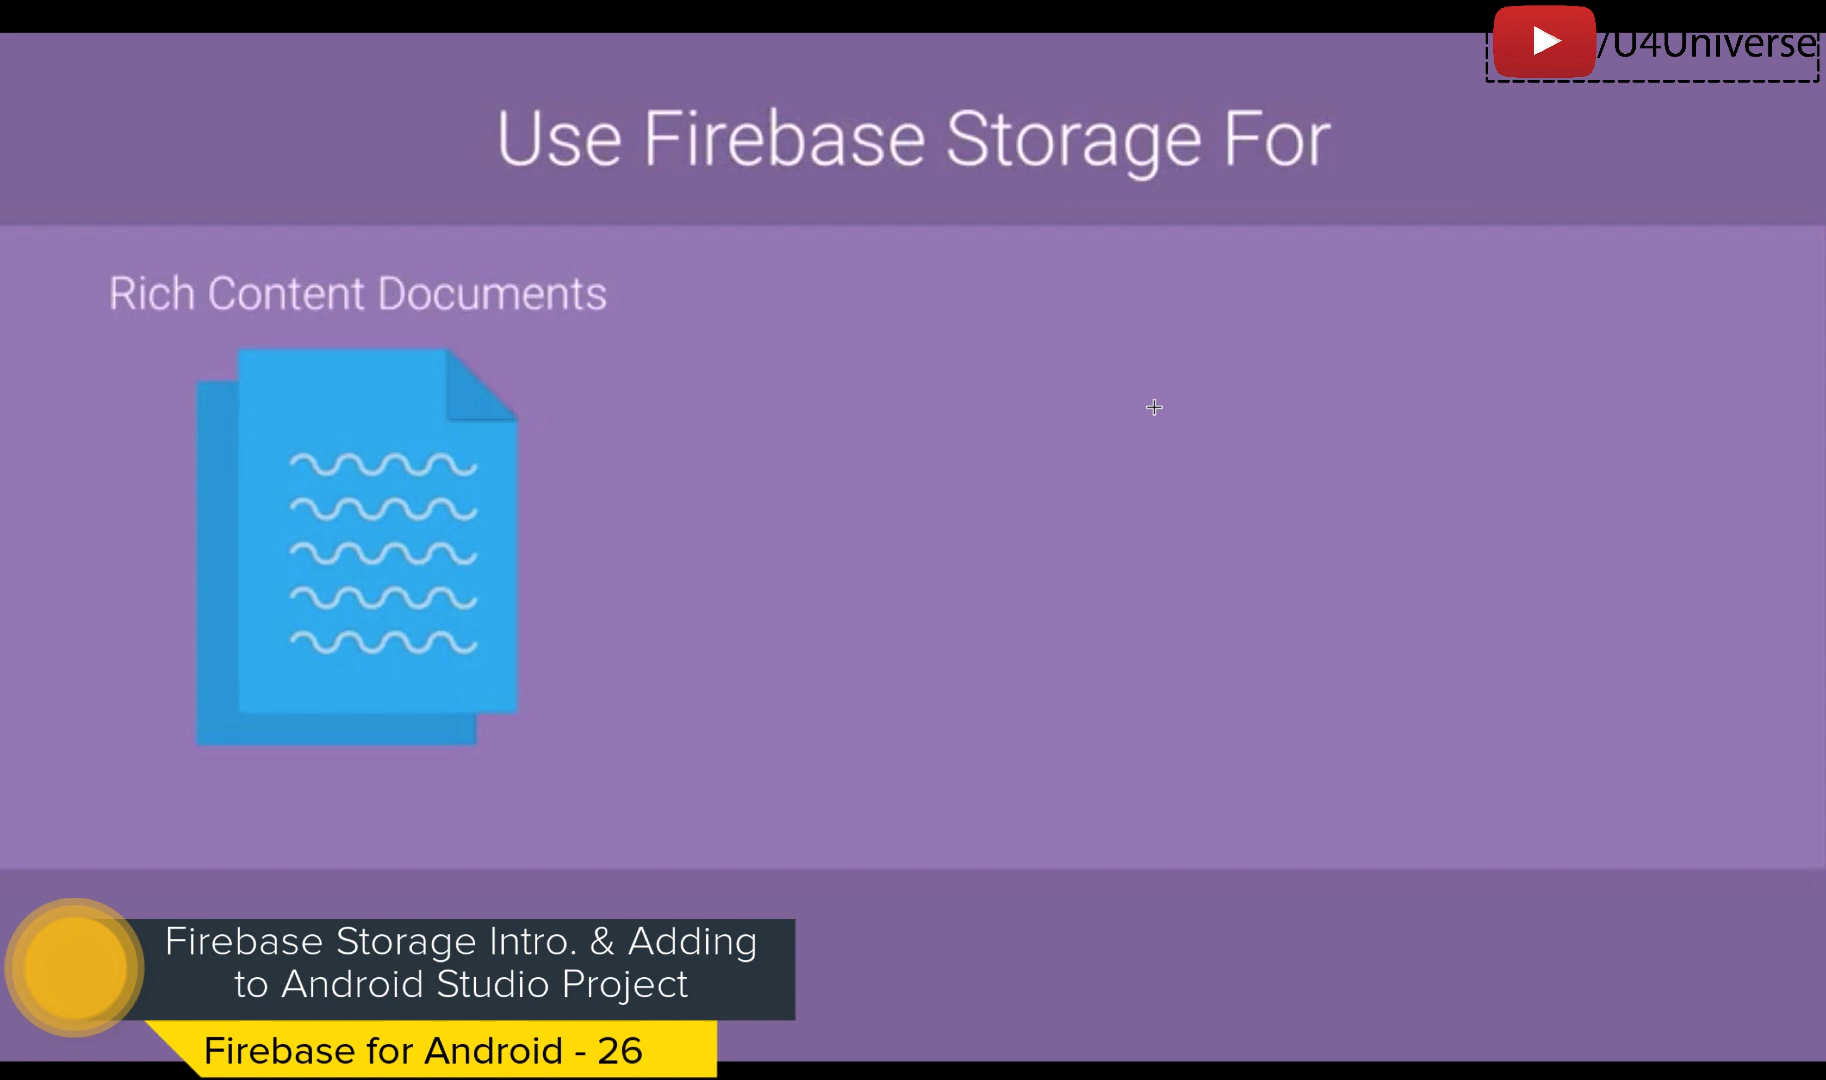 /U4Universe
Use Firebase Storage For
Rich Content Documents
Firebase Storage Intro. & Adding
to Android Studio Project
Firebase for Android - 26